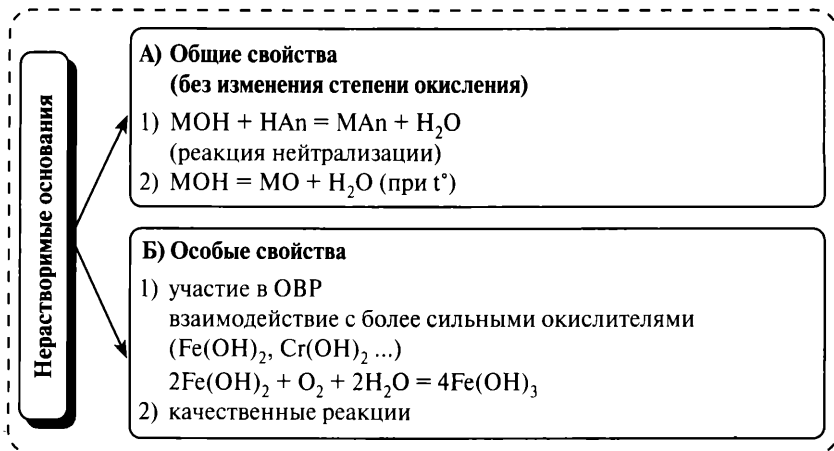 Нерастворимые основания
А) Общие свойства
(без изменения степени окисления)
1) MOH + HAn = MAn + H₂O
(реакция нейтрализации)
2) MOH = MO + H₂O (при t°)
Б) Особые свойства
1) участие в ОВР
взаимодействие с более сильными окислителями
(Fe(OH)₂, Cr(OH)₂ ...)
2Fe(OH)₂ + O₂ + 2H₂O = 4Fe(OH)₃
2) качественные реакции